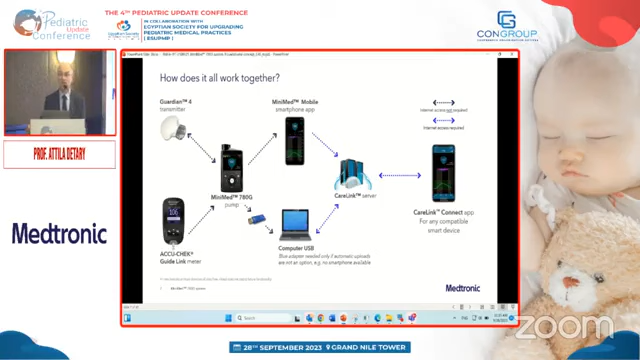 THE 4TH PEDIATRIC UPDATE CONFERENCE
IN COLLABORATION WITH
EGYPTIAN SOCIETY FOR UPGRADING
PEDIATRIC MEDICAL PRACTICES
( ESUPMP )
Pediatric
Update
Conference
CONGROUP
How does it all work together?
Guardian™ 4
transmitter
MiniMed™ Mobile
smartphone app
Internet access not required
Internet access required
MiniMed™ 780G
pump
CareLink™ server
CareLink™ Connect app
For any compatible
smart device
ACCU-CHEK®
Guide Link meter
106
Computer USB
Blue adapter needed only if automatic uploads
are not an option, e.g. no smartphone available
Medtronic
PROF. ATTILA DETARY
Medtronic
Search
zoom
28TH SEPTEMBER 2023
GRAND NILE TOWER